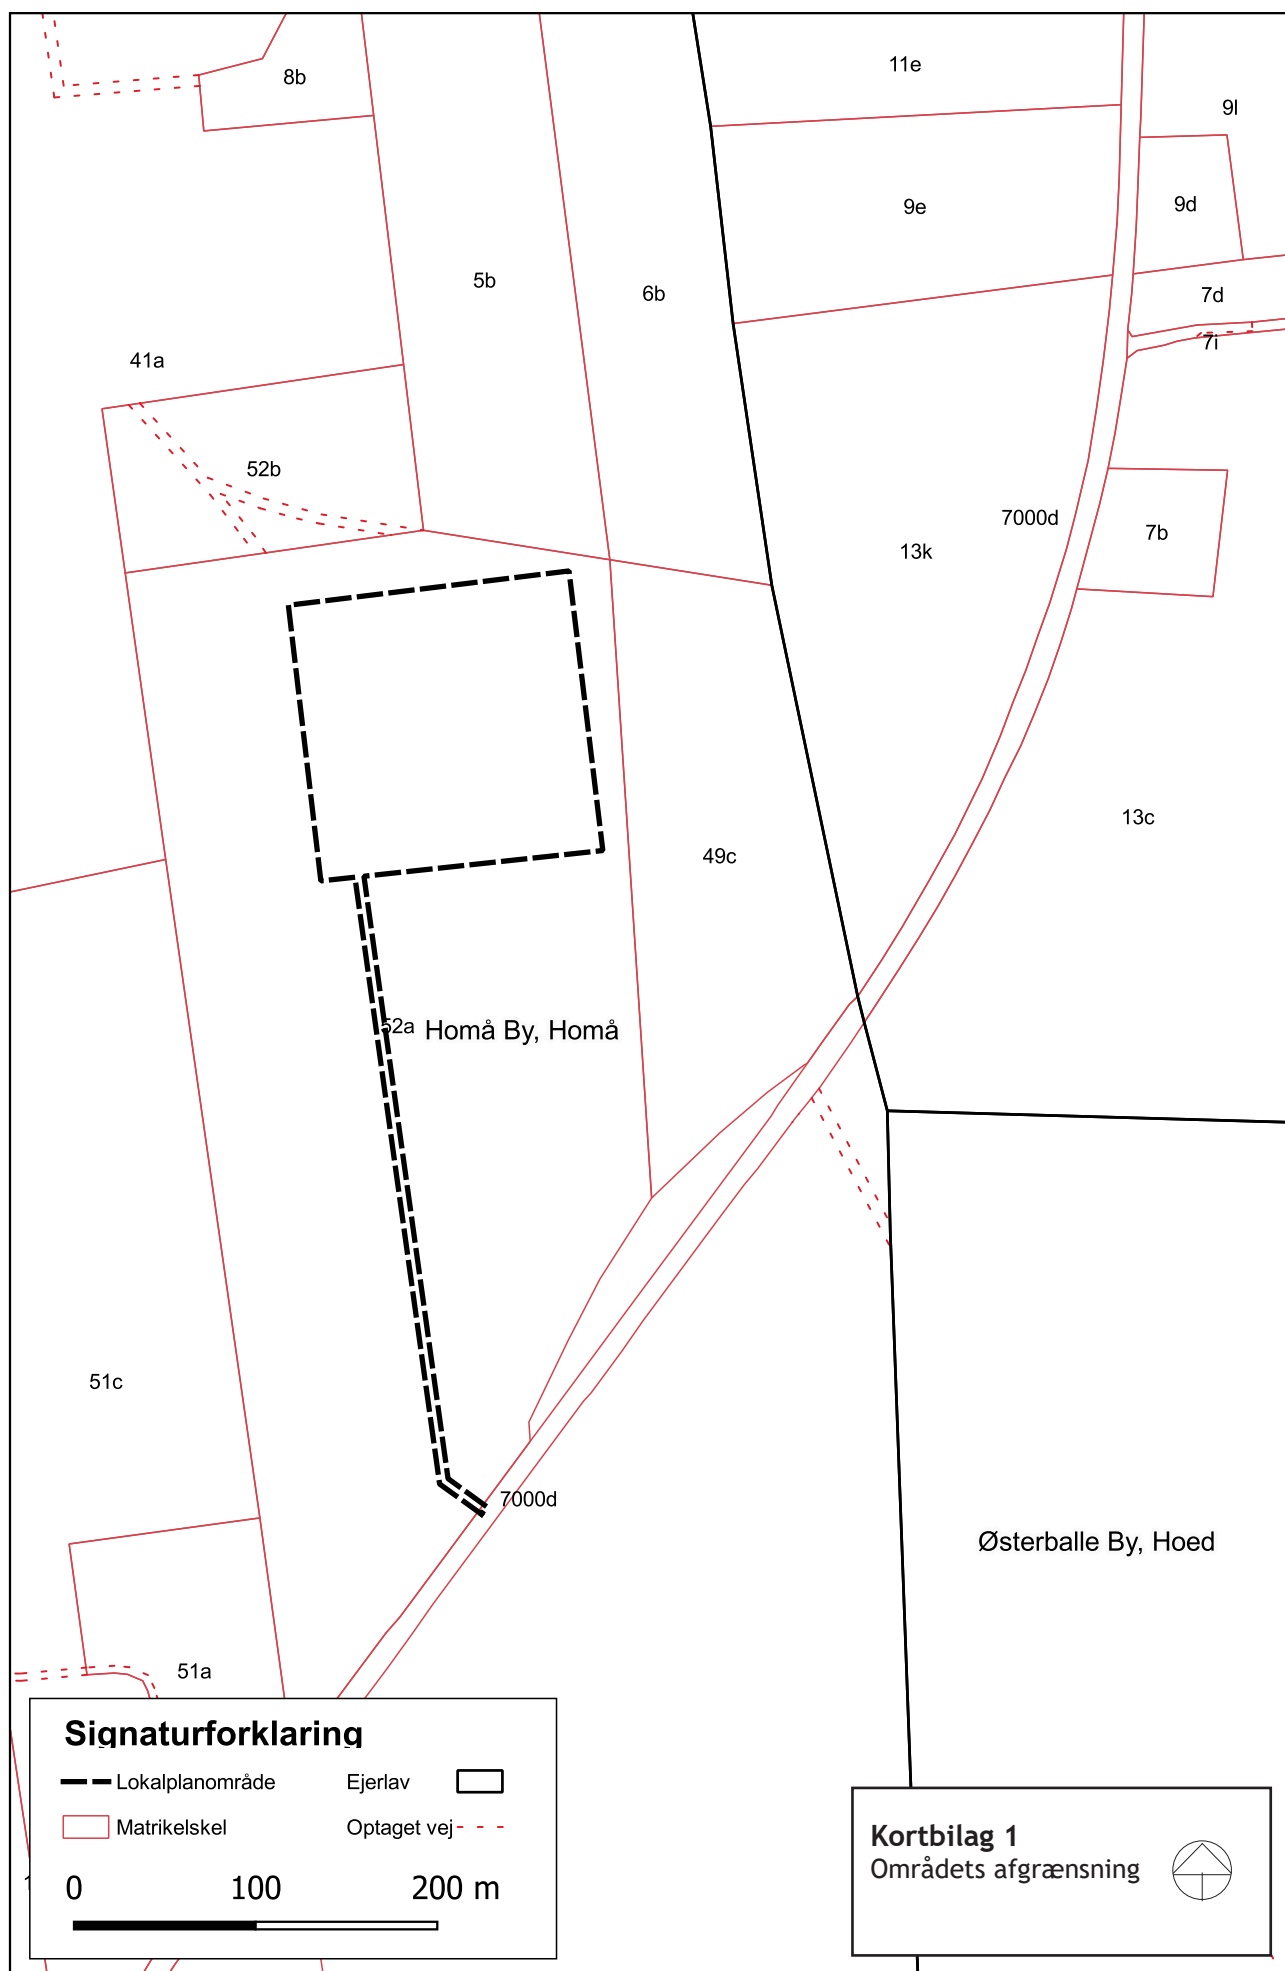 8b
11e
9l
9d
9e
5b
6b
7d
7i
41a
52b
7000d
7b
13k
13c
49c
52a Homå By, Homå
51c
7000d
Østerballe By, Hoed
51a
Signaturforklaring
Lokalplanområde Ejerlav
Matrikelskel Optaget vej
0 100 200 m
Kortbilag 1
Områdets afgrænsning